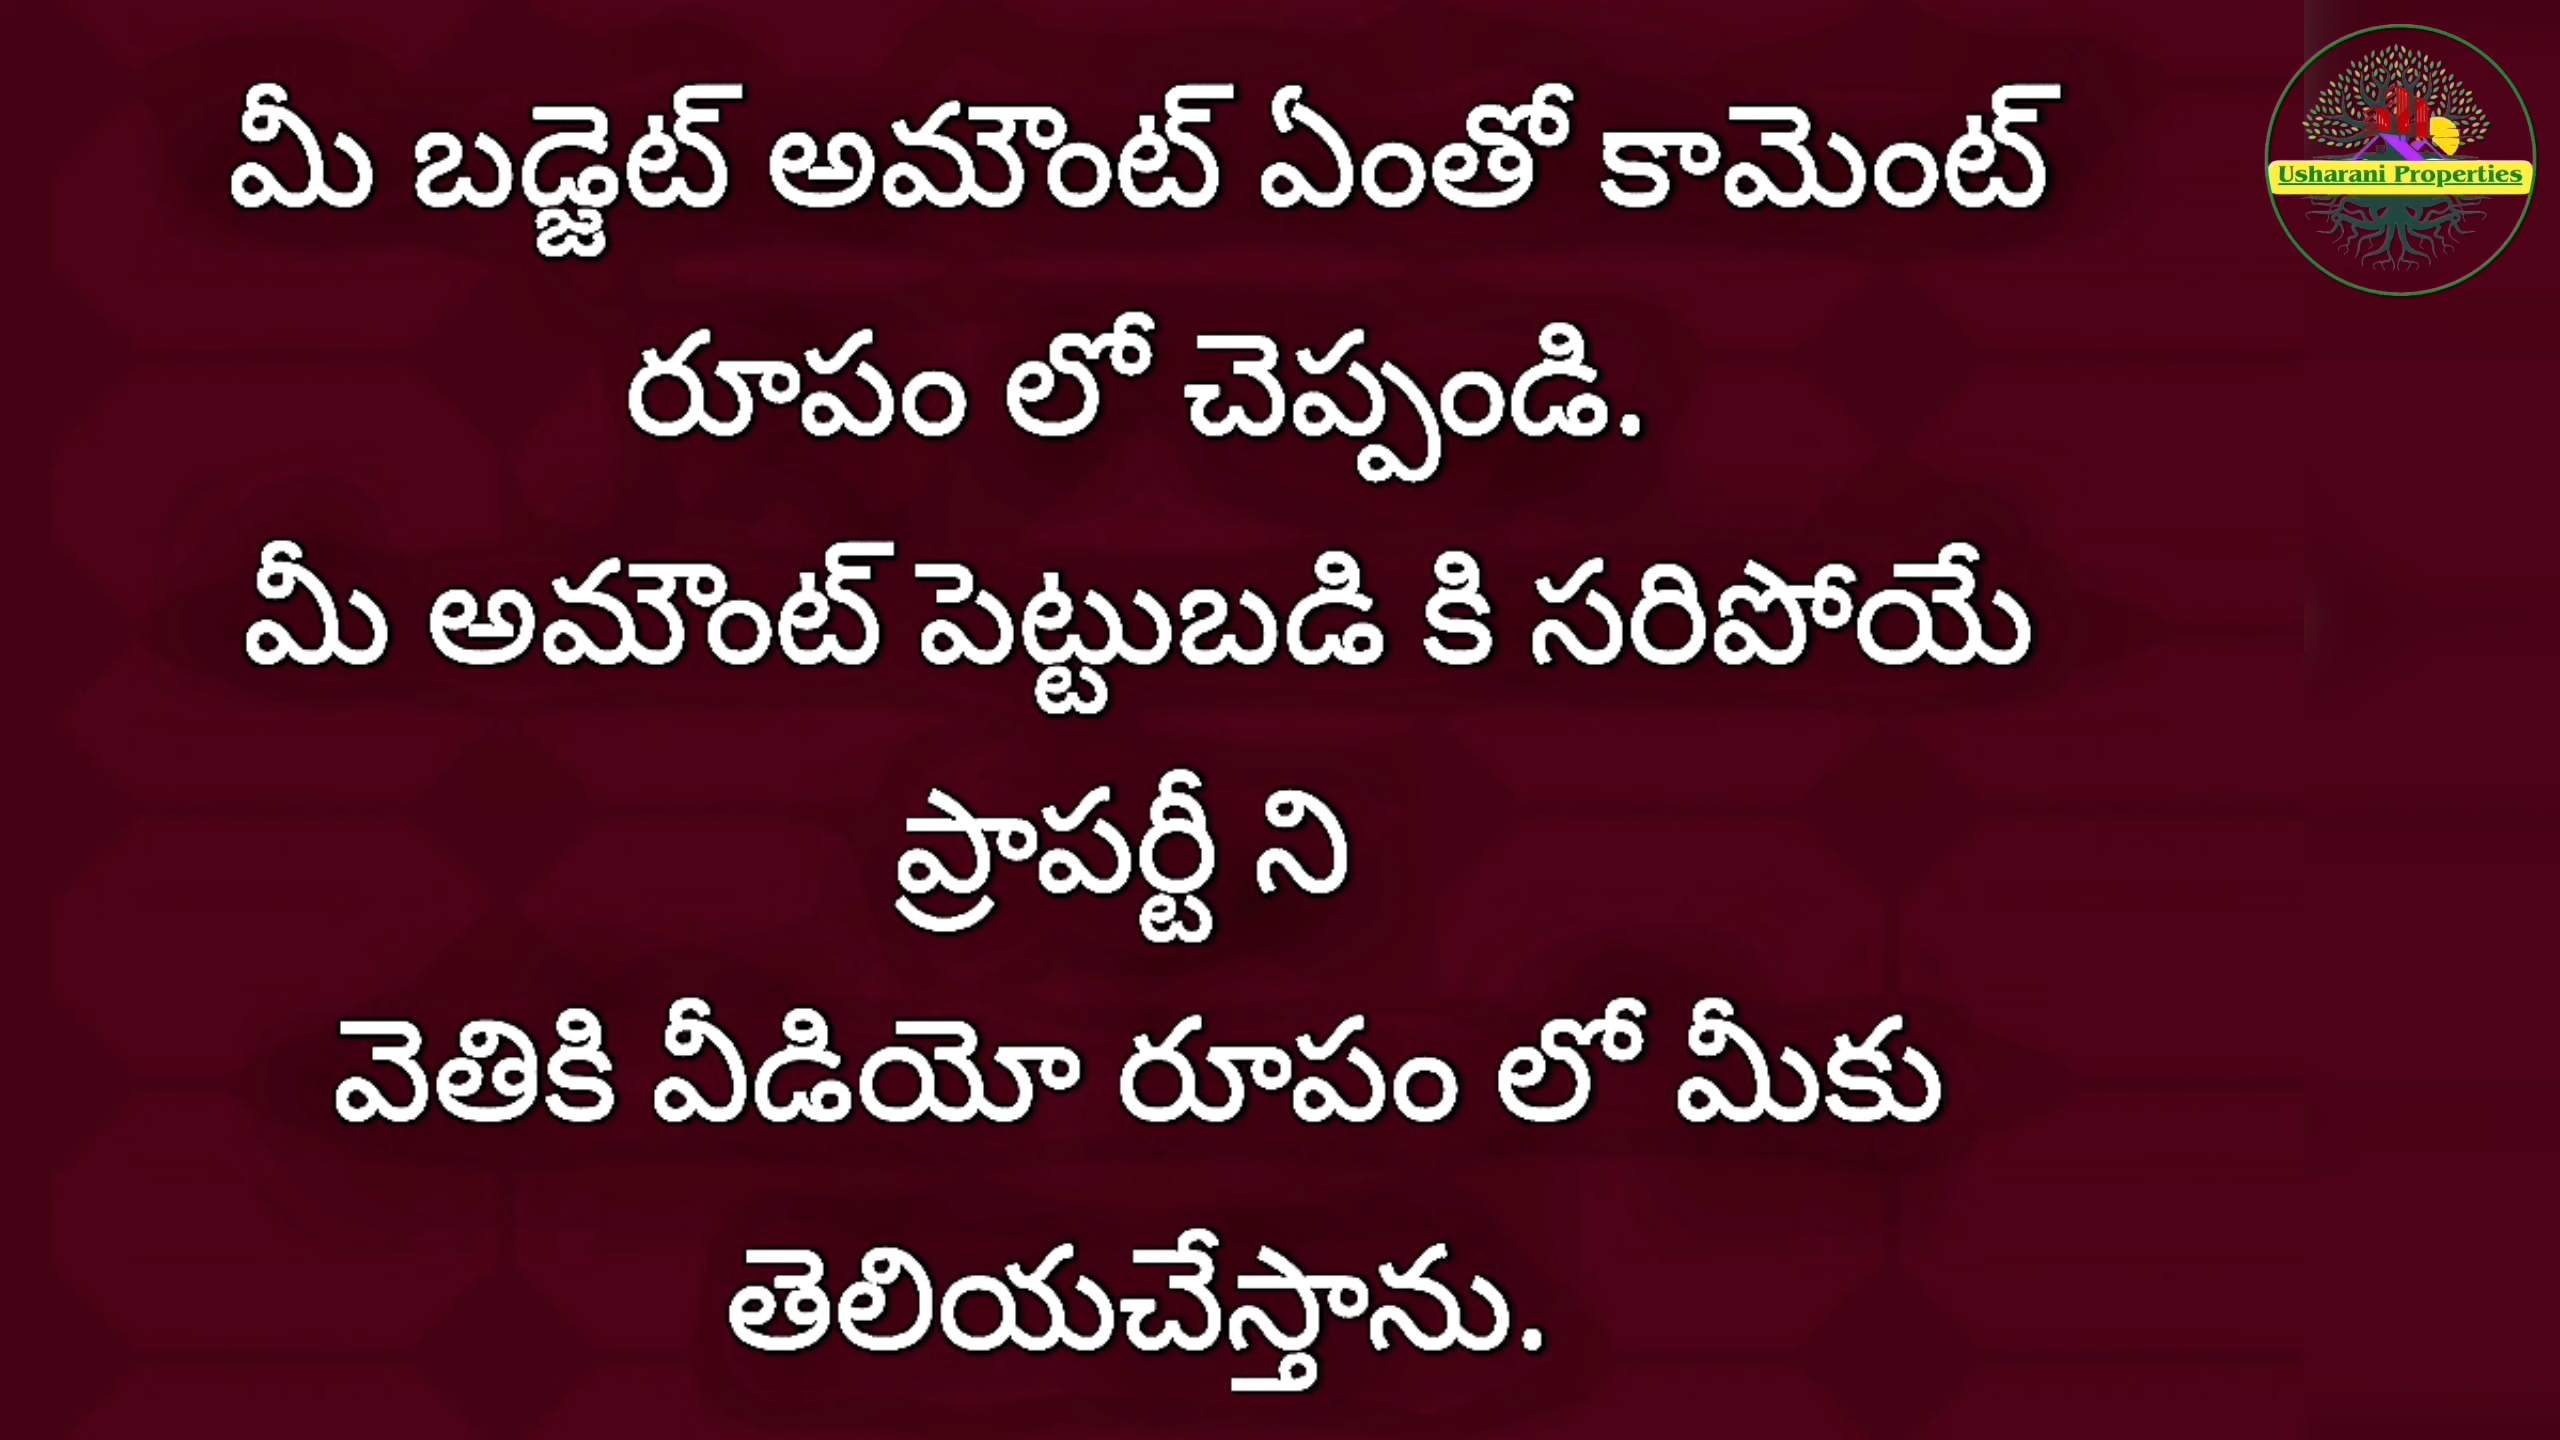 మీ బడ్జెట్ అమౌంట్ ఏంతో కామెంట్
రూపం లో చెప్పండి.
మీ అమౌంట్ పెట్టుబడి కి సరిపోయే
ప్రాపర్టీ ని
వెతికి వీడియో రూపం లో మీకు
తెలియచేస్తాను.
Usharani Properties